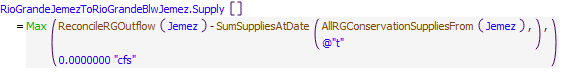 RioGrandeJemezToRioGrandeBlwJemez.Supply []
= Max ( ReconcileRGOutflow ( Jemez ) - SumSuppliesAtDate ( AllRGConservationSuppliesFrom ( Jemez ) , ) ,
@"t"
0.0000000 "cfs"